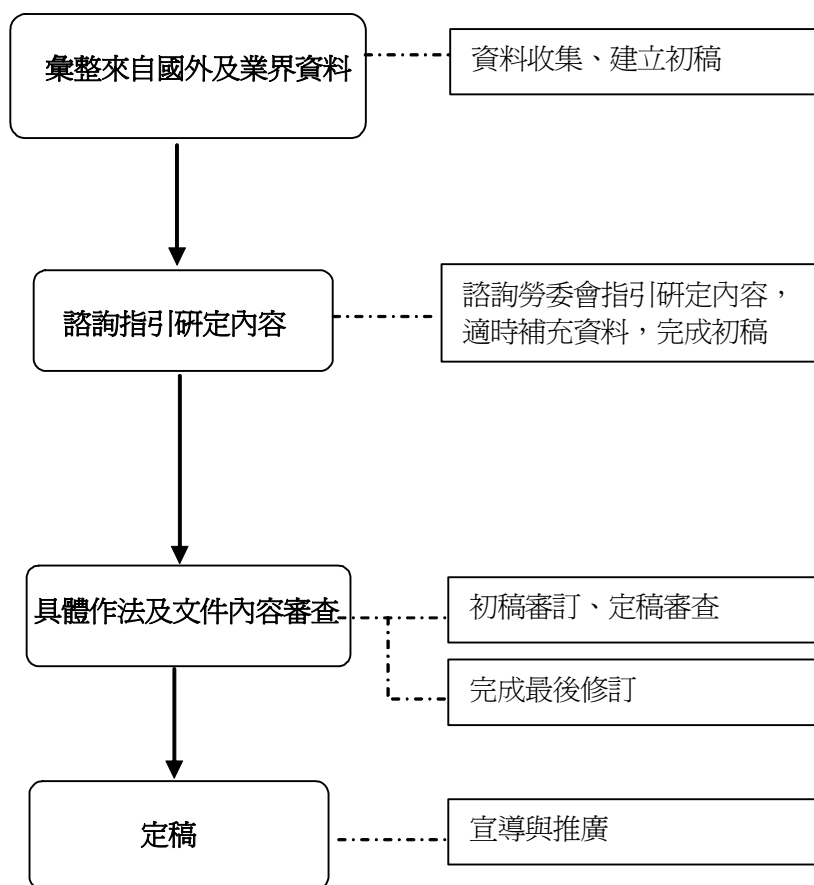 彙整來自國外及業界資料
資料收集、建立初稿
諮詢指引研定內容
諮詢勞委會指引研定內容，
適時補充資料，完成初稿
具體作法及文件內容審查
初稿審訂、定稿審查
完成最後修訂
定稿
宣導與推廣